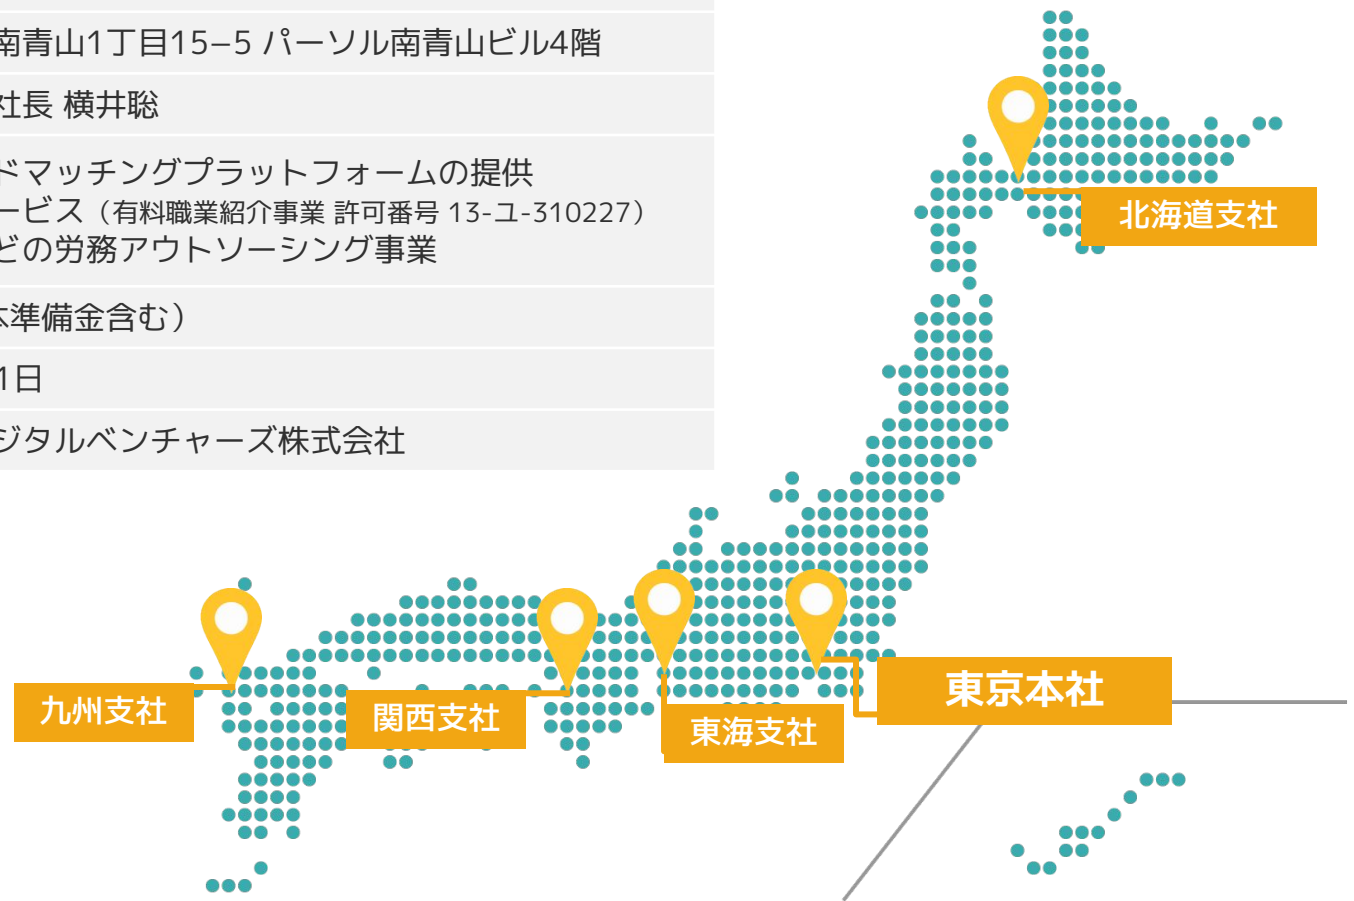 南青山1丁目15–5 パーソル南青山ビル4階
社長 横井聡
ドマッチングプラットフォームの提供
ービス（有料職業紹介事業 許可番号 13-ユ-310227）
どの労務アウトソーシング事業
本準備金含む）
1日
ジタルベンチャーズ株式会社
北海道支社
東京本社
九州支社
関西支社
東海支社